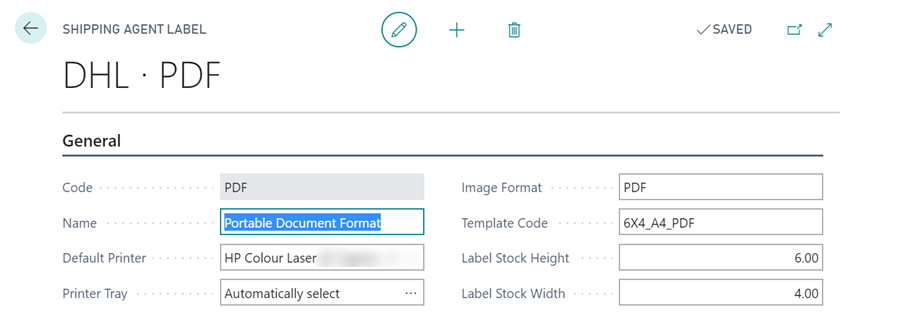 SHIPPING AGENT LABEL
SAVED
DHL · PDF
General
Code PDF
Name Portable Document Format
Default Printer HP Colour Laser
Printer Tray Automatically select ...
Image Format PDF
Template Code 6X4_A4_PDF
Label Stock Height 6.00
Label Stock Width 4.00